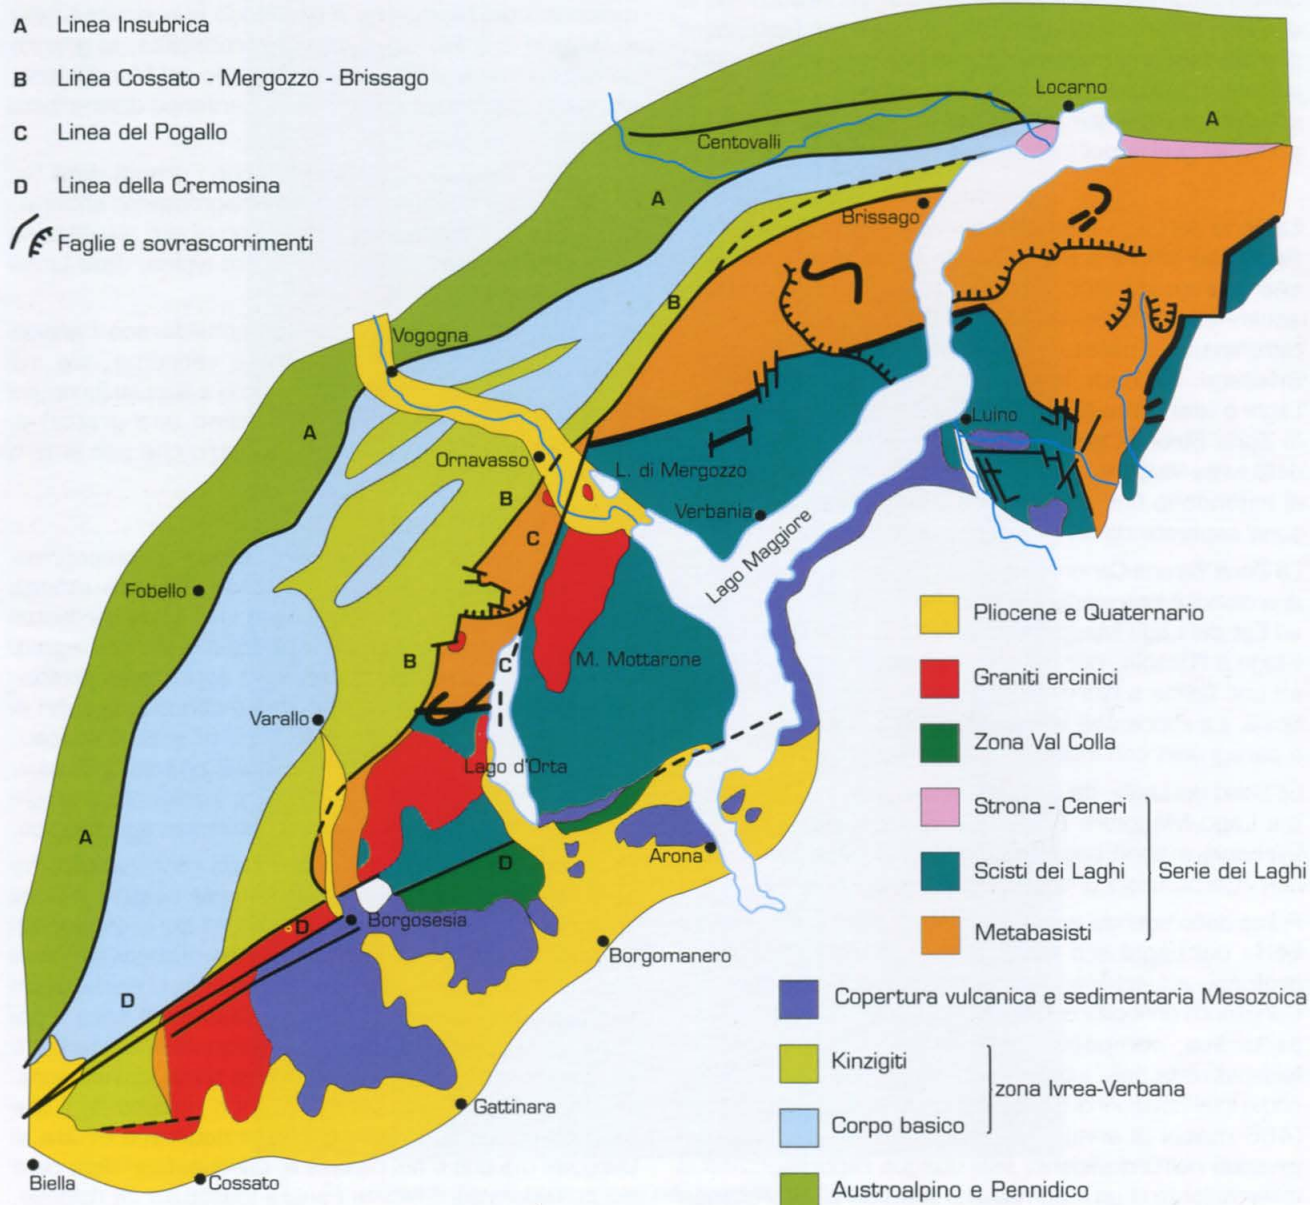 A Linea Insubrica
B Linea Cossato - Mergozzo - Brissago
C Linea del Pogallo
D Linea della Cremosina
Faglie e sovrascorrimenti
Locarno
A
Centovalli
A
Brissago
B
Vogogna
A
Luino
Ornavasso
L. di Mergozzo
B
Verbania
C
Lago Maggiore
Fobello
B
C
M. Mottarone
Varallo
Lago d'Orta
A
D
Arona
D
Borgosesia
Borgomanero
D
Gattinara
Biella
Cossato
Pliocene e Quaternario
Graniti ercinici
Zona Val Colla
Strona - Ceneri
Scisti dei Laghi
Serie dei Laghi
Metabasisti
Copertura vulcanica e sedimentaria Mesozoica
Kinzigiti
zona Ivrea-Verbana
Corpo basico
Austroalpino e Pennidico